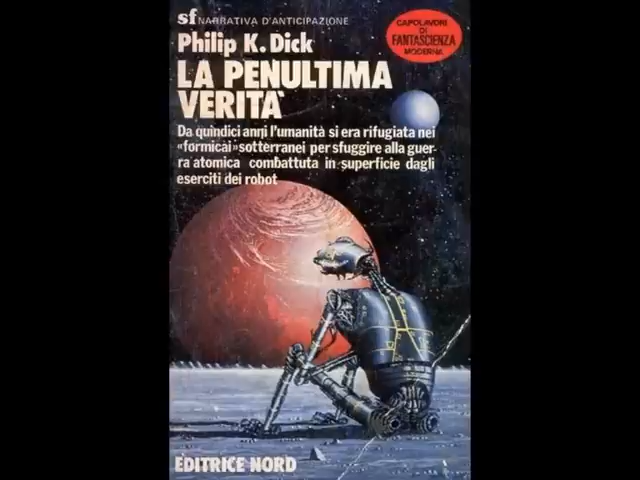 sf NARRATIVA D'ANTICIPAZIONE
CAPOLAVORI
DI
FANTASCIENZA
MODERNA
Philip K. Dick
LA PENULTIMA
VERITÀ
Da quindici anni l'umanità si era rifugiata nei
«formicai» sotterranei per sfuggire alla guer-
ra atomica combattuta in superficie dagli
eserciti dei robot
EDITRICE NORD